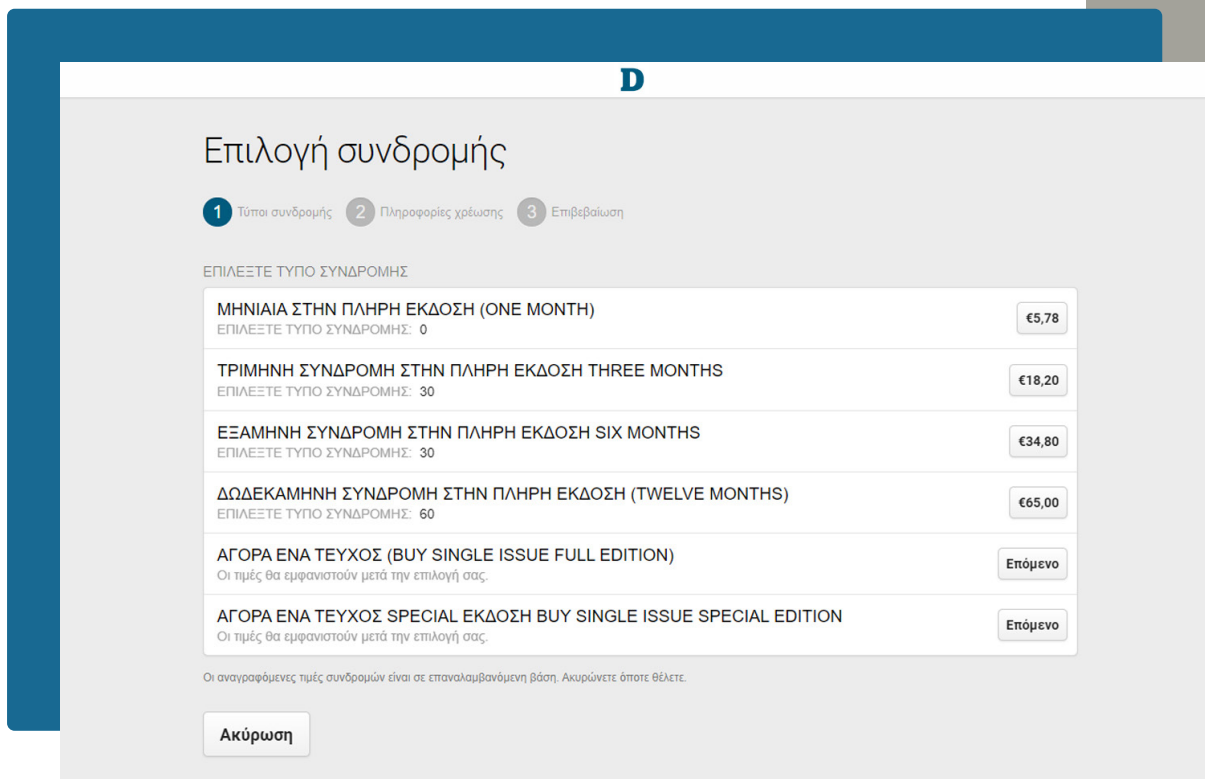 D
Επιλογή συνδρομής
1 Τύποι συνδρομής 2 Πληροφορίες χρέωσης 3 Επιβεβαίωση
ΕΠΙΛΕΞΤΕ ΤΥΠΟ ΣΥΝΔΡΟΜΗΣ
ΜΗΝΙΑΙΑ ΣΤΗΝ ΠΛΗΡΗ ΕΚΔΟΣΗ (ONE MONTH)
ΕΠΙΛΕΞΤΕ ΤΥΠΟ ΣΥΝΔΡΟΜΗΣ: 0
€5,78
ΤΡΙΜΗΝΗ ΣΥΝΔΡΟΜΗ ΣΤΗΝ ΠΛΗΡΗ ΕΚΔΟΣΗ THREE MONTHS
ΕΠΙΛΕΞΤΕ ΤΥΠΟ ΣΥΝΔΡΟΜΗΣ: 30
€18,20
ΕΞΑΜΗΝΗ ΣΥΝΔΡΟΜΗ ΣΤΗΝ ΠΛΗΡΗ ΕΚΔΟΣΗ SIX MONTHS
ΕΠΙΛΕΞΤΕ ΤΥΠΟ ΣΥΝΔΡΟΜΗΣ: 30
€34,80
ΔΩΔΕΚΑΜΗΝΗ ΣΥΝΔΡΟΜΗ ΣΤΗΝ ΠΛΗΡΗ ΕΚΔΟΣΗ (TWELVE MONTHS)
ΕΠΙΛΕΞΤΕ ΤΥΠΟ ΣΥΝΔΡΟΜΗΣ: 60
€65,00
ΑΓΟΡΑ ΕΝΑ ΤΕΥΧΟΣ (BUY SINGLE ISSUE FULL EDITION)
Οι τιμές θα εμφανιστούν μετά την επιλογή σας.
Επόμενο
ΑΓΟΡΑ ΕΝΑ ΤΕΥΧΟΣ SPECIAL ΕΚΔΟΣΗ BUY SINGLE ISSUE SPECIAL EDITION
Οι τιμές θα εμφανιστούν μετά την επιλογή σας.
Επόμενο
Οι αναγραφόμενες τιμές συνδρομών είναι σε επαναλαμβανόμενη βάση. Ακυρώνετε όποτε θέλετε.
Ακύρωση